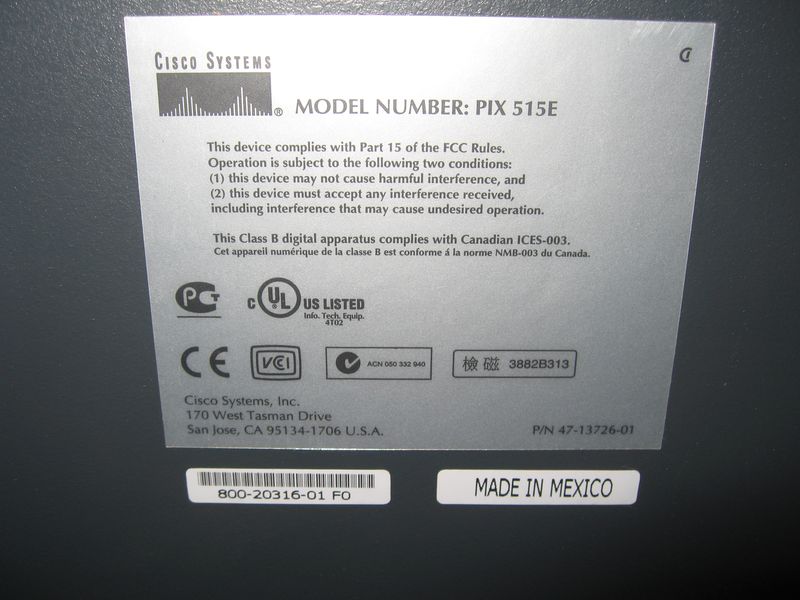 CISCO SYSTEMS
®
MODEL NUMBER: PIX 515E
This device complies with Part 15 of the FCC Rules.
Operation is subject to the following two conditions:
(1) this device may not cause harmful interference, and
(2) this device must accept any interference received,
including interference that may cause undesired operation.
This Class B digital apparatus complies with Canadian ICES-003.
Cet appareil numérique de la classe B est conforme á la norme NMB-003 du Canada.
PCT
C UL ® US LISTED
Info. Tech. Equip.
4T02
CE
VCI
ACN 050 332 940
檢磁 3882B313
Cisco Systems, Inc.
170 West Tasman Drive
San Jose, CA 95134-1706 U.S.A.
P/N 47-13726-01
800-20316-01 F0
MADE IN MEXICO